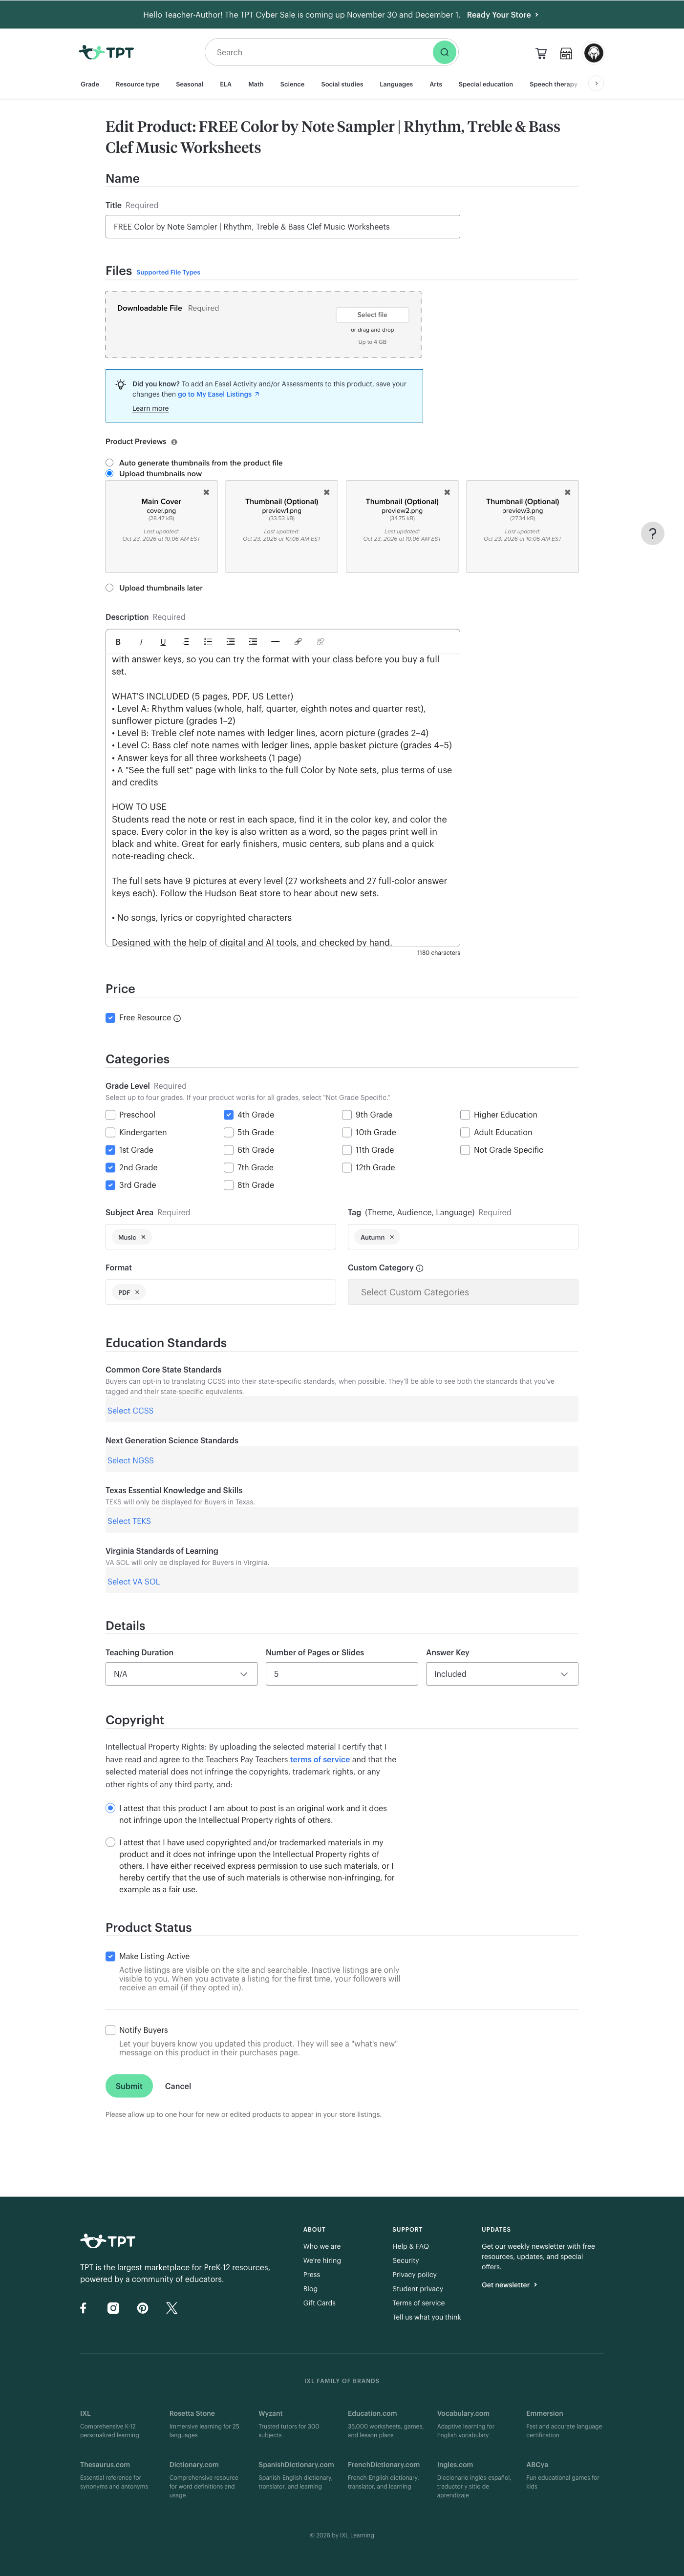 Hello Teacher-Author! The TPT Cyber Sale is coming up November 30 and December 1. Ready Your Store
TPT
Search
Grade Resource type Seasonal ELA Math Science Social studies Languages Arts Special education Speech therapy
Edit Product: FREE Color by Note Sampler | Rhythm, Treble & Bass
Clef Music Worksheets
Name
Title Required
FREE Color by Note Sampler | Rhythm, Treble & Bass Clef Music Worksheets
Files Supported File Types
Downloadable File Required
Select file
or drag and drop
Up to 4 GB
Did you know? To add an Easel Activity and/or Assessments to this product, save your
changes then go to My Easel Listings
Learn more
Product Previews
Auto generate thumbnails from the product file
Upload thumbnails now
Main Cover
cover.png
(28.47 kB)
Last updated:
Oct 23, 2026 at 10:06 AM EST
Thumbnail (Optional)
preview1.png
(33.53 kB)
Last updated:
Oct 23, 2026 at 10:06 AM EST
Thumbnail (Optional)
preview2.png
(34.75 kB)
Last updated:
Oct 23, 2026 at 10:06 AM EST
Thumbnail (Optional)
preview3.png
(27.34 kB)
Last updated:
Oct 23, 2026 at 10:06 AM EST
?
Upload thumbnails later
Description Required
B I U
with answer keys, so you can try the format with your class before you buy a full
set.
WHAT'S INCLUDED (5 pages, PDF, US Letter)
• Level A: Rhythm values (whole, half, quarter, eighth notes and quarter rest),
sunflower picture (grades 1–2)
• Level B: Treble clef note names with ledger lines, acorn picture (grades 2–4)
• Level C: Bass clef note names with ledger lines, apple basket picture (grades 4–5)
• Answer keys for all three worksheets (1 page)
• A "See the full set" page with links to the full Color by Note sets, plus terms of use
and credits
HOW TO USE
Students read the note or rest in each space, find it in the color key, and color the
space. Every color in the key is also written as a word, so the pages print well in
black and white. Great for early finishers, music centers, sub plans and a quick
note-reading check.
The full sets have 9 pictures at every level (27 worksheets and 27 full-color answer
keys each). Follow the Hudson Beat store to hear about new sets.
• No songs, lyrics or copyrighted characters
Designed with the help of digital and AI tools, and checked by hand.
1180 characters
Price
Free Resource
Categories
Grade Level Required
Select up to four grades. If your product works for all grades, select "Not Grade Specific."
Preschool 4th Grade 9th Grade Higher Education
Kindergarten 5th Grade 10th Grade Adult Education
1st Grade 6th Grade 11th Grade Not Grade Specific
2nd Grade 7th Grade 12th Grade
3rd Grade 8th Grade
Subject Area Required
Music
Tag (Theme, Audience, Language) Required
Autumn
Format
PDF
Custom Category
Select Custom Categories
Education Standards
Common Core State Standards
Buyers can opt-in to translating CCSS into their state-specific standards, when possible. They'll be able to see both the standards that you've
tagged and their state-specific equivalents.
Select CCSS
Next Generation Science Standards
Select NGSS
Texas Essential Knowledge and Skills
TEKS will only be displayed for Buyers in Texas.
Select TEKS
Virginia Standards of Learning
VA SOL will only be displayed for Buyers in Virginia.
Select VA SOL
Details
Teaching Duration Number of Pages or Slides Answer Key
N/A 5 Included
Copyright
Intellectual Property Rights: By uploading the selected material I certify that I
have read and agree to the Teachers Pay Teachers terms of service and that the
selected material does not infringe the copyrights, trademark rights, or any
other rights of any third party, and:
I attest that this product I am about to post is an original work and it does
not infringe upon the Intellectual Property rights of others.
I attest that I have used copyrighted and/or trademarked materials in my
product and it does not infringe upon the Intellectual Property rights of
others. I have either received express permission to use such materials, or I
hereby certify that the use of such materials is otherwise non-infringing, for
example as a fair use.
Product Status
Make Listing Active
Active listings are visible on the site and searchable. Inactive listings are only
visible to you. When you activate a listing for the first time, your followers will
receive an email (if they opted in).
Notify Buyers
Let your buyers know you updated this product. They will see a "what's new"
message on this product in their purchases page.
Submit Cancel
Please allow up to one hour for new or edited products to appear in your store listings.
TPT
TPT is the largest marketplace for PreK-12 resources,
powered by a community of educators.
ABOUT
Who we are
We're hiring
Press
Blog
Gift Cards
SUPPORT
Help & FAQ
Security
Privacy policy
Student privacy
Terms of service
Tell us what you think
UPDATES
Get our weekly newsletter with free
resources, updates, and special
offers.
Get newsletter
IXL FAMILY OF BRANDS
IXL
Comprehensive K-12
personalized learning
Rosetta Stone
Immersive learning for 25
languages
Wyzant
Trusted tutors for 300
subjects
Education.com
35,000 worksheets, games,
and lesson plans
Vocabulary.com
Adaptive learning for
English vocabulary
Emmersion
Fast and accurate language
certification
Thesaurus.com
Essential reference for
synonyms and antonyms
Dictionary.com
Comprehensive resource
for word definitions and
usage
SpanishDictionary.com
Spanish-English dictionary,
translator, and learning
FrenchDictionary.com
French-English dictionary,
translator, and learning
Ingles.com
Diccionario inglés-español,
traductor y sitio de
aprendizaje
ABCya
Fun educational games for
kids
© 2026 by IXL Learning